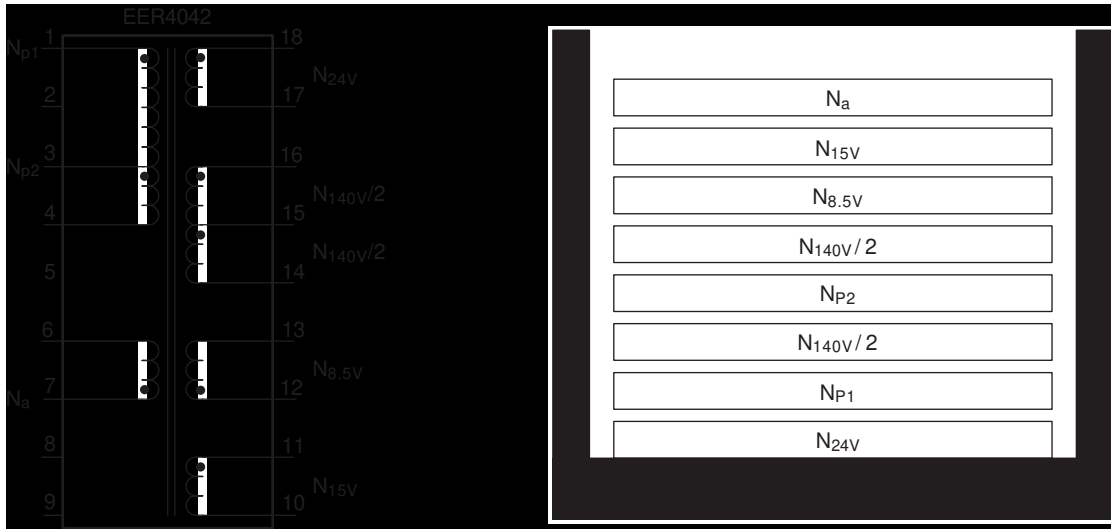 EER4042
Np1 1
2
Np2 3
4
5
6
Na 7
8
9
18
N24V
17
16
N140V/2
15
N140V/2
14
13
N8.5V
12
11
N15V
10
Na
N15V
N8.5V
N140V/2
NP2
N140V/2
NP1
N24V